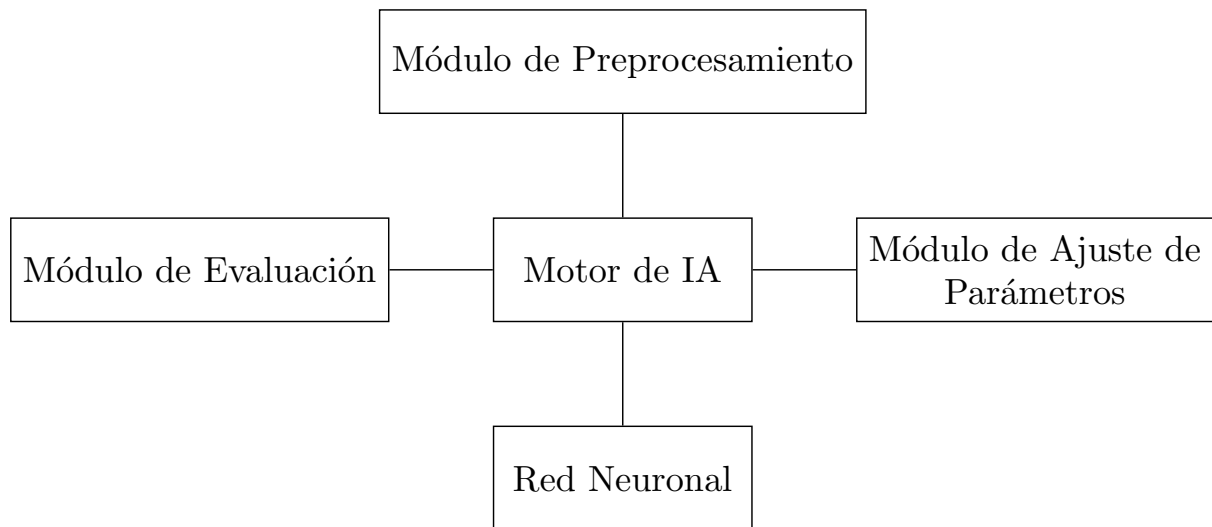 Módulo de Preprocesamiento
Módulo de Evaluación
Motor de IA
Módulo de Ajuste de
Parámetros
Red Neuronal